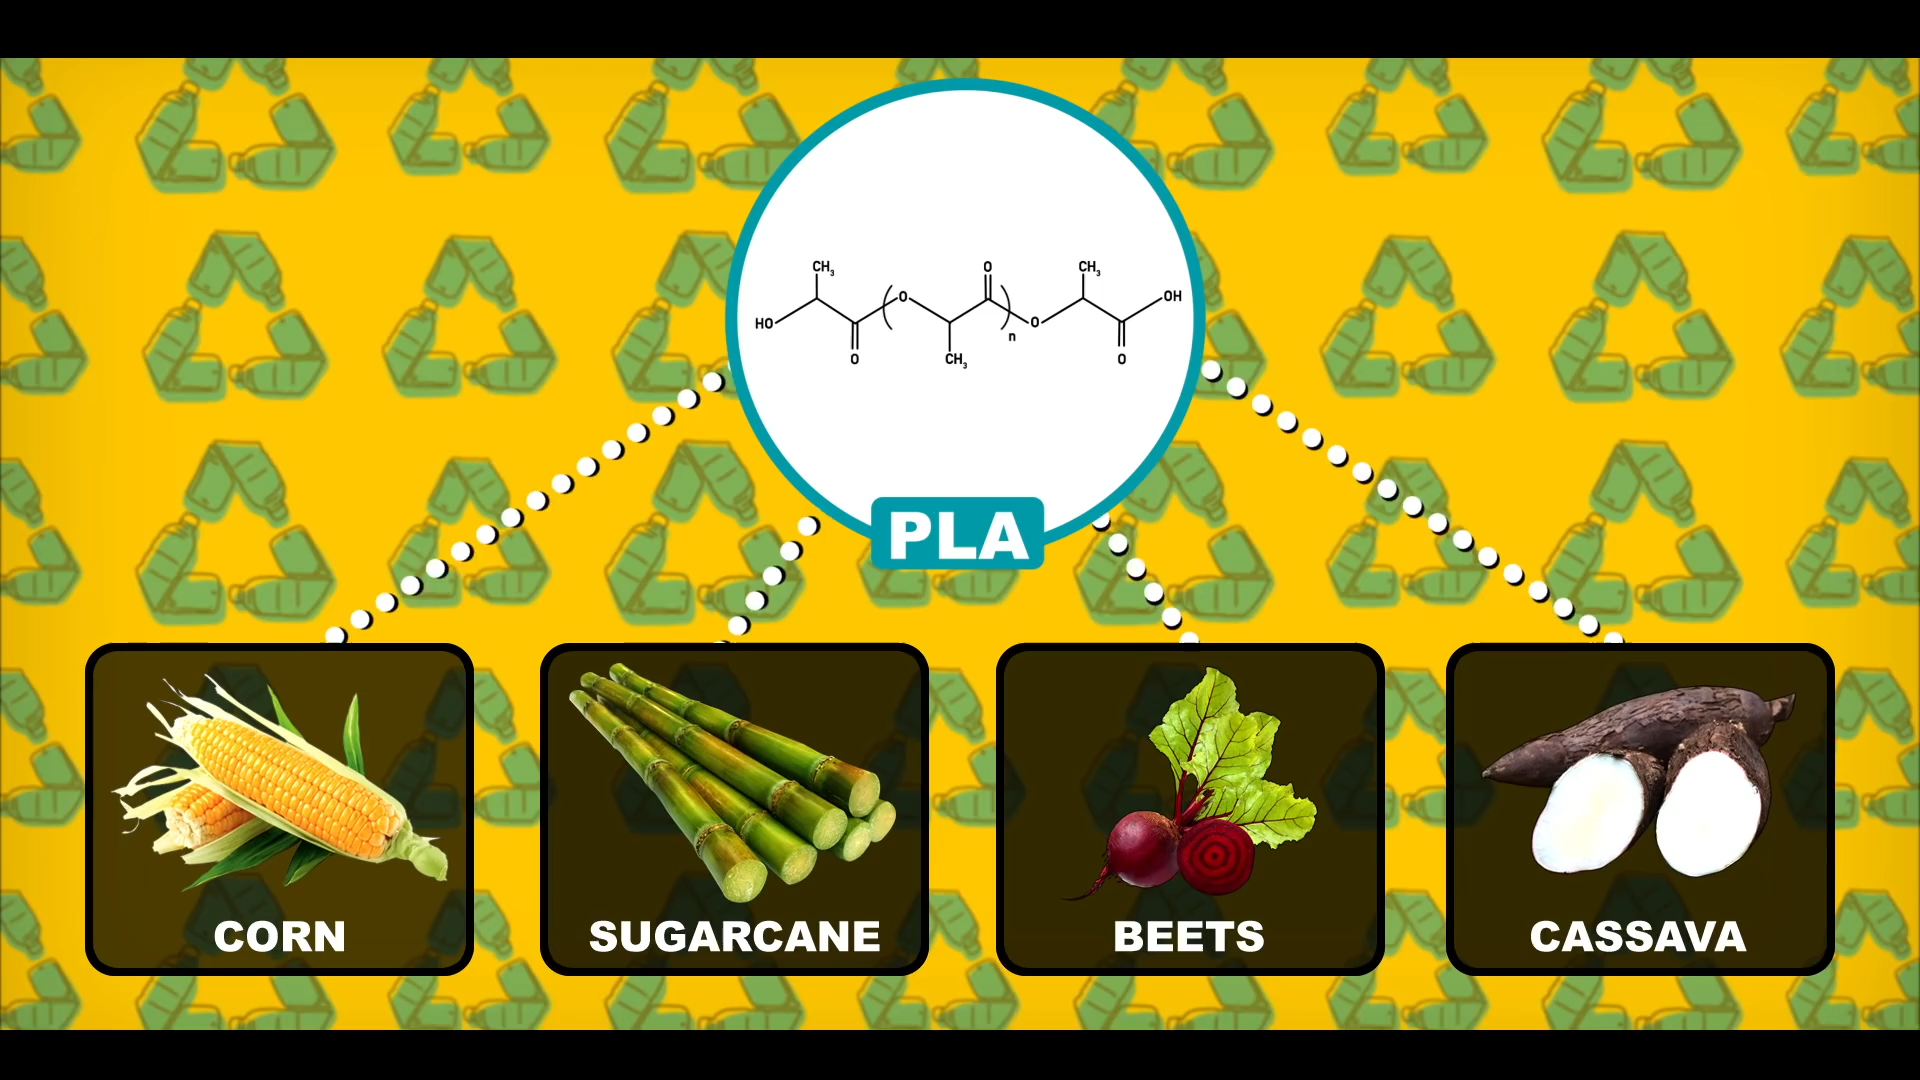 CH₃ O CH₃
HO O O OH
O CH₃ n O
PLA
CORN
SUGARCANE
BEETS
CASSAVA